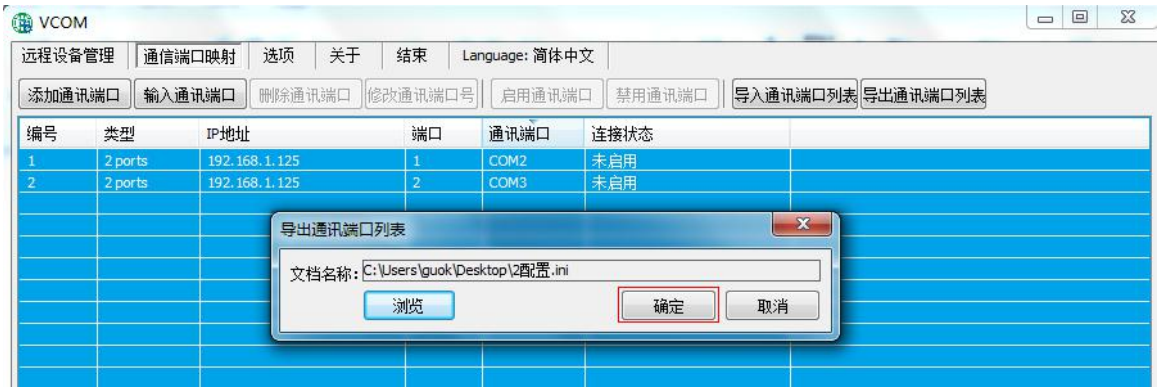 VCOM
远程设备管理 通信端口映射 选项 关于 结束 Language: 简体中文
添加通讯端口 输入通讯端口 删除通讯端口 修改通讯端口号 启用通讯端口 禁用通讯端口 导入通讯端口列表 导出通讯端口列表
编号 类型 IP地址 端口 通讯端口 连接状态
1 2 ports 192.168.1.125 1 COM2 未启用
2 2 ports 192.168.1.125 2 COM3 未启用
导出通讯端口列表
文档名称: C:\Users\guok\Desktop\2配置.ini
浏览 确定 取消